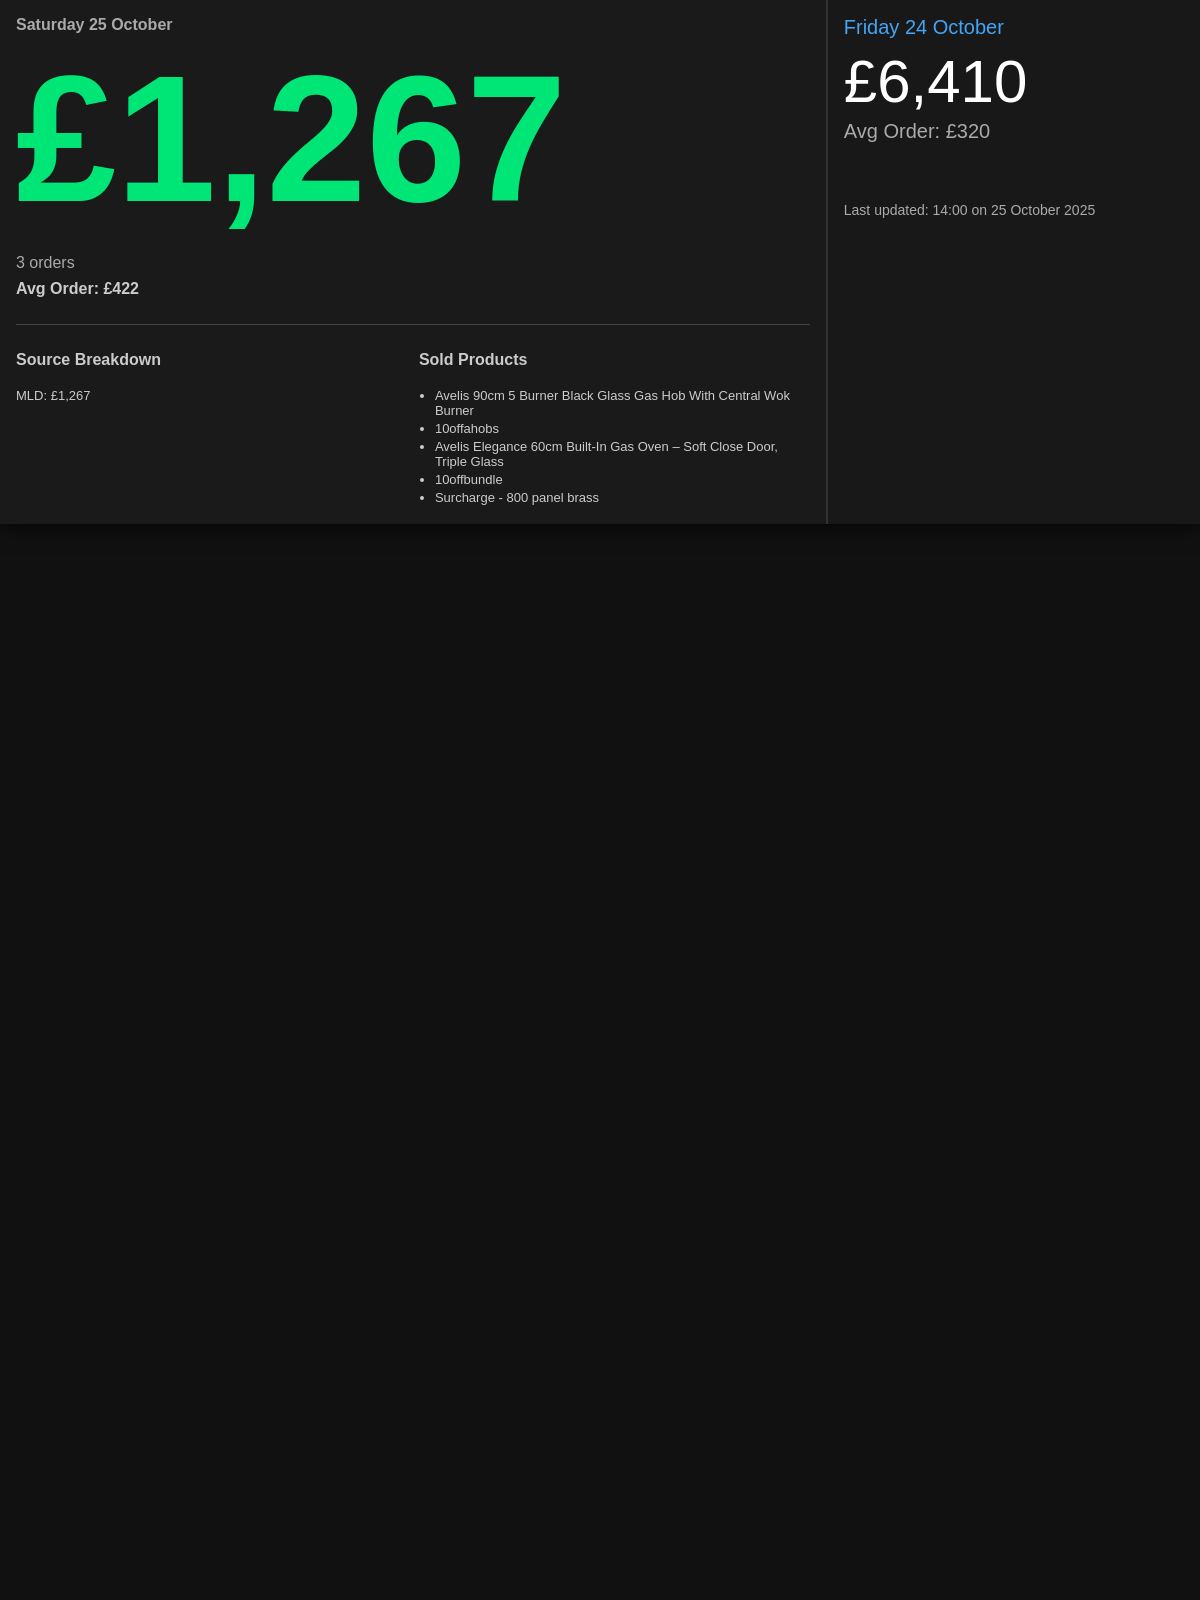 Saturday 25 October
£1,267
3 orders
Avg Order: £422
Source Breakdown
MLD: £1,267
Sold Products
Avelis 90cm 5 Burner Black Glass Gas Hob With Central Wok
Burner
10offahobs
Avelis Elegance 60cm Built-In Gas Oven – Soft Close Door,
Triple Glass
10offbundle
Surcharge - 800 panel brass
Friday 24 October
£6,410
Avg Order: £320
Last updated: 14:00 on 25 October 2025